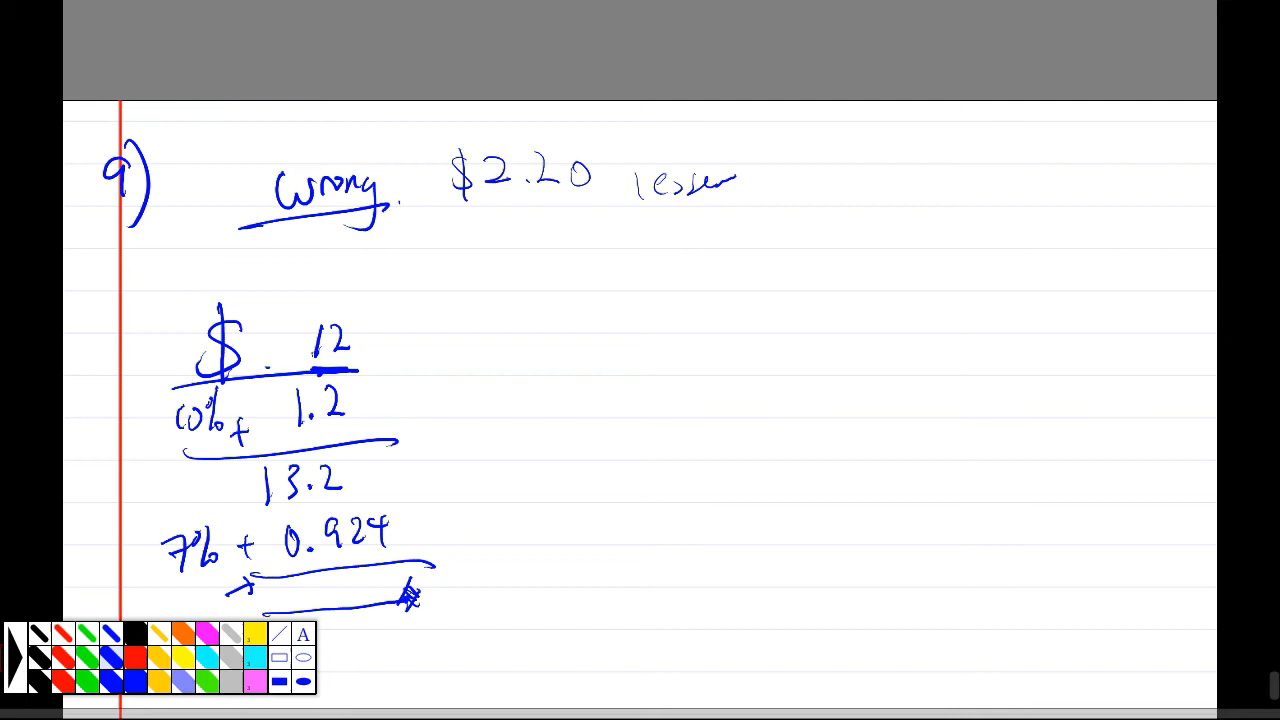 9) Wrong. $2.20 lesser
$. 12
10% + 1.2
13.2
7% + 0.924
A